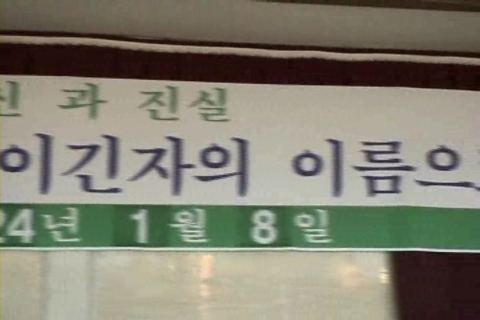 신 과 진실
이긴자의 이름으
24년 1월 8일